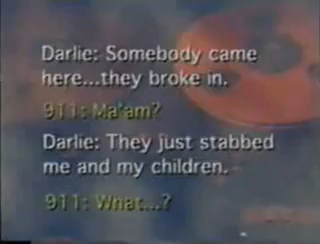 Darlie: Somebody came
here...they broke in.
911: Ma'am?
Darlie: They just stabbed
me and my children.
911: What...?